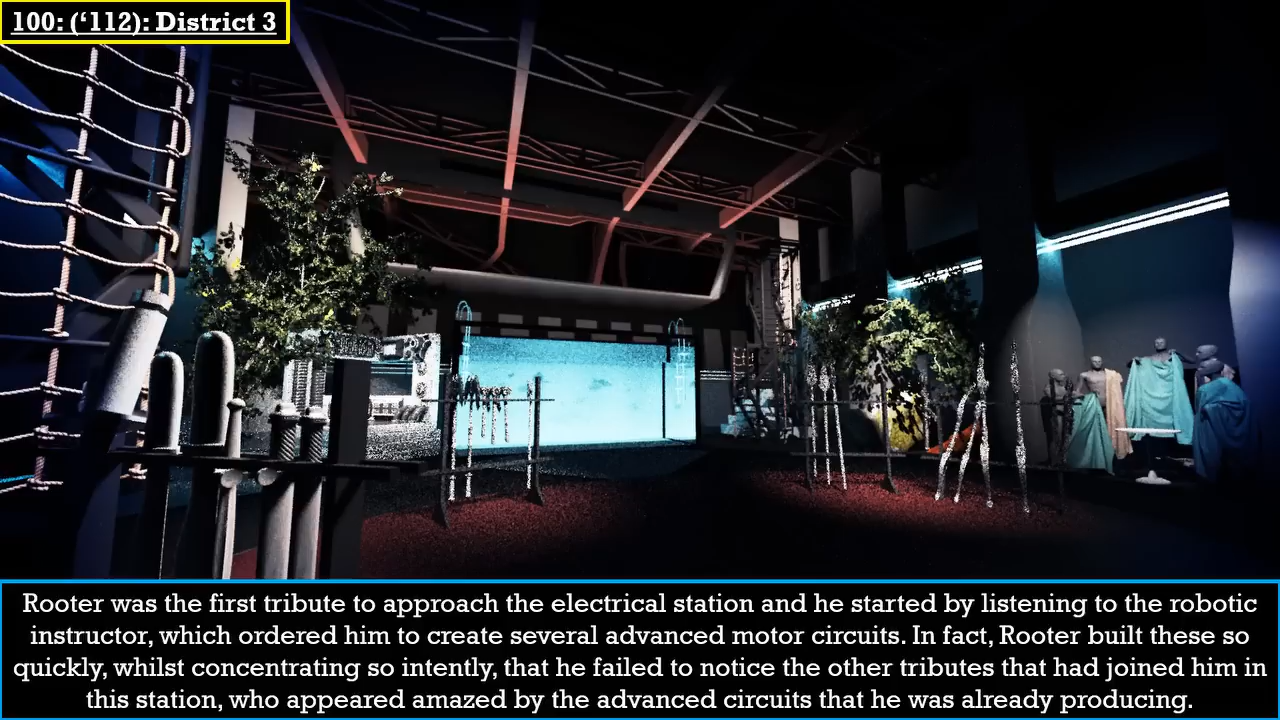 100: (‘112): District 3
Rooter was the first tribute to approach the electrical station and he started by listening to the robotic
instructor, which ordered him to create several advanced motor circuits. In fact, Rooter built these so
quickly, whilst concentrating so intently, that he failed to notice the other tributes that had joined him in
this station, who appeared amazed by the advanced circuits that he was already producing.